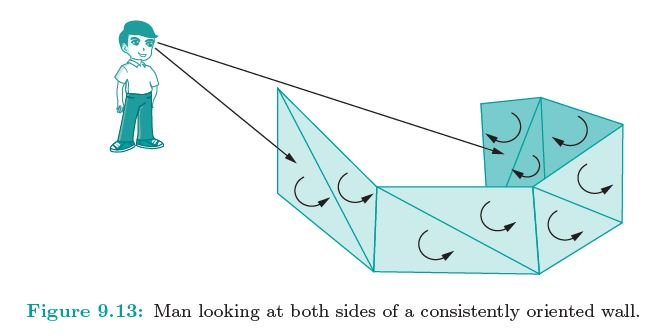 Figure 9.13: Man looking at both sides of a consistently oriented wall.